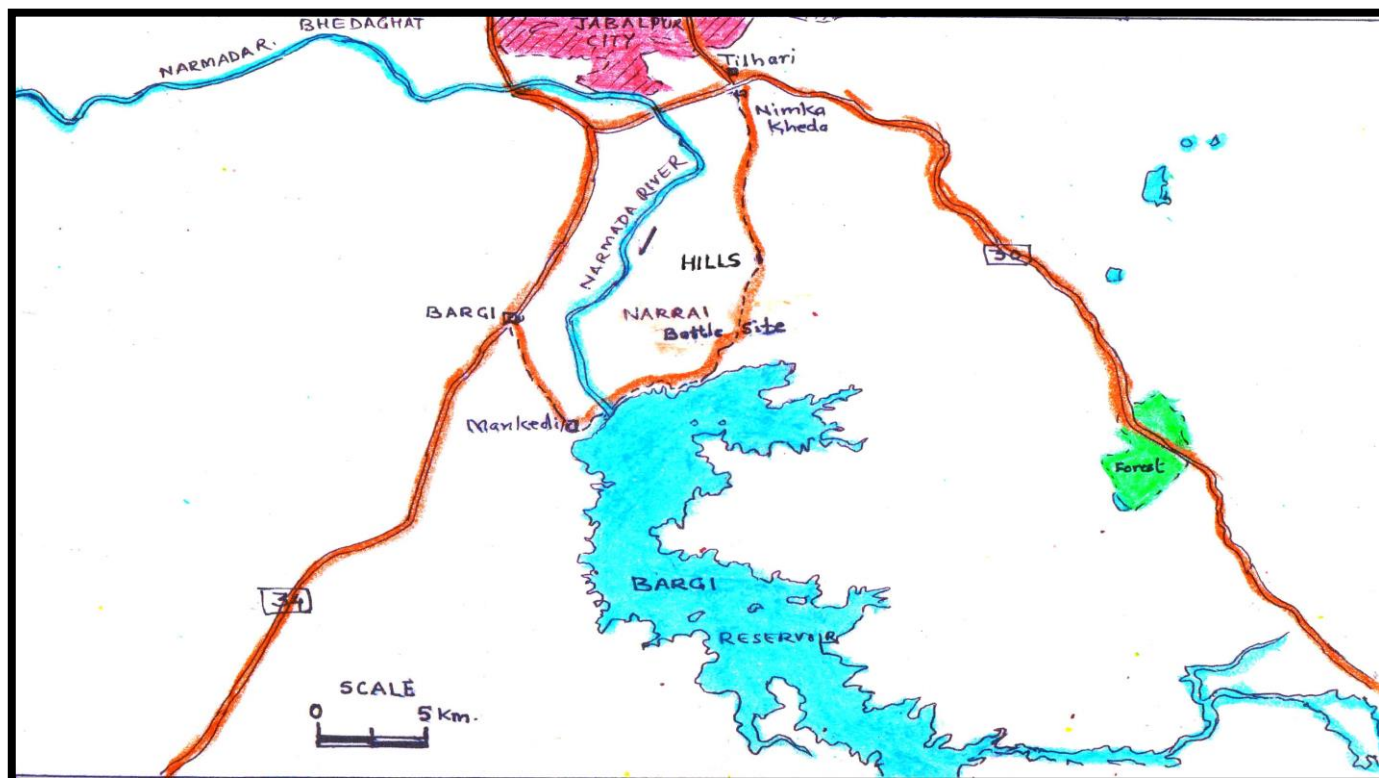 BHEDAGHAT
JABALPUR
CITY
NARMADA R.
Tilhari
Nimka
Kheda
NARMADA RIVER
HILLS
30
BARGI
NARRAI
Battle Site
Mankedi
Forest
BARGI
RESERVOIR
34
SCALE
0 5 Km.